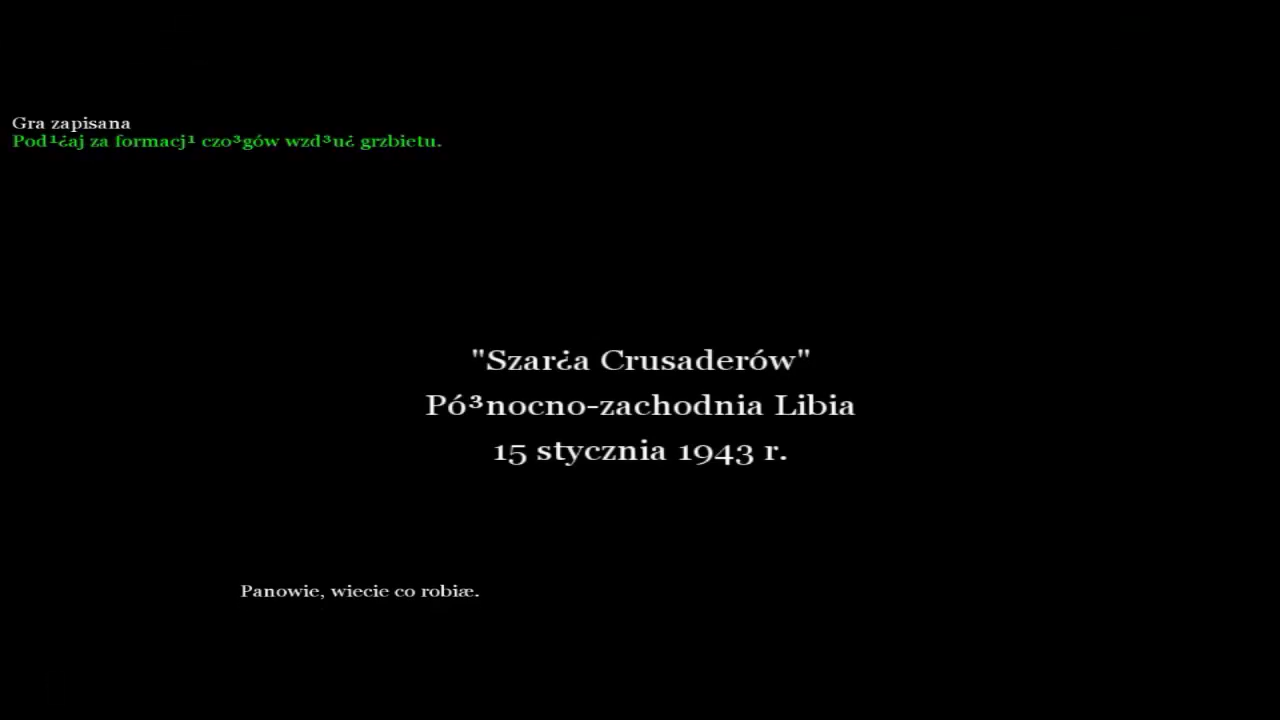 Gra zapisana
Pod¹¿aj za formacj¹ czo³gów wzd³u¿ grzbietu.
"Szar¿a Crusaderów"
Pó³nocno-zachodnia Libia
15 stycznia 1943 r.
Panowie, wiecie co robiæ.